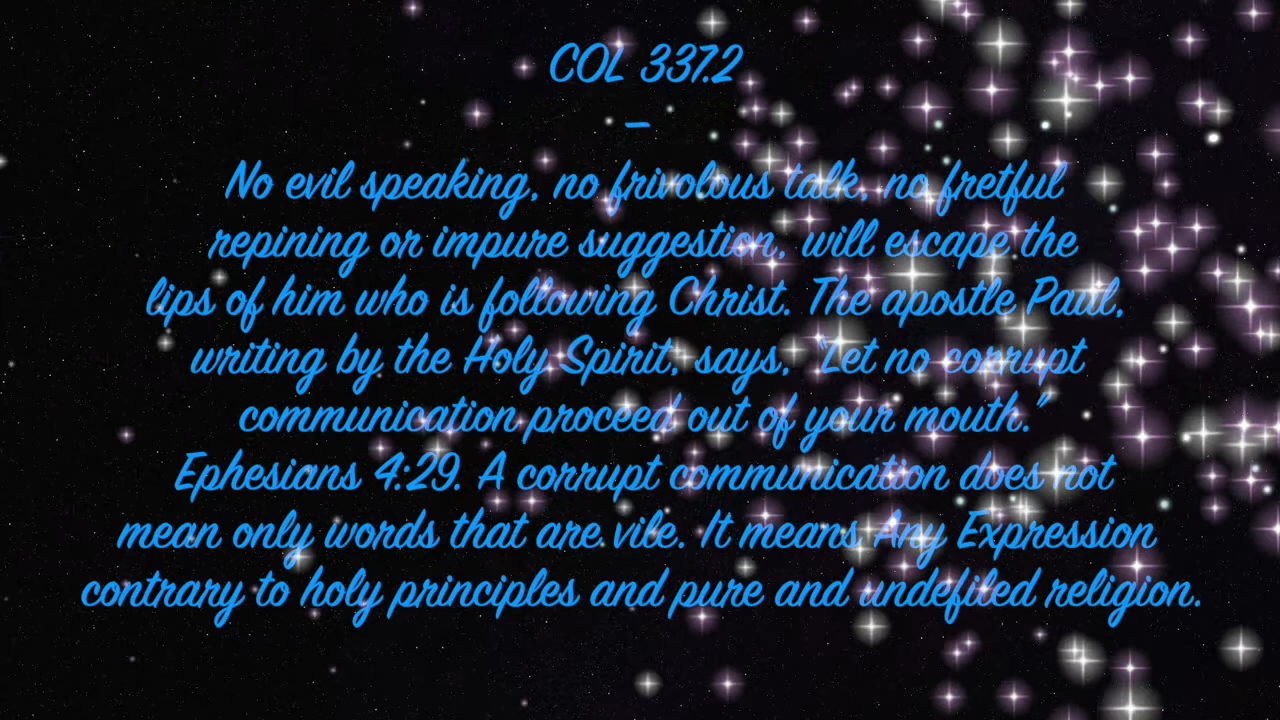 COL 337.2
–
No evil speaking, no frivolous talk, no fretful
repining or impure suggestion, will escape the
lips of him who is following Christ. The apostle Paul,
writing by the Holy Spirit, says, “Let no corrupt
communication proceed out of your mouth.”
Ephesians 4:29. A corrupt communication does not
mean only words that are vile. It means Any Expression
contrary to holy principles and pure and undefiled religion.